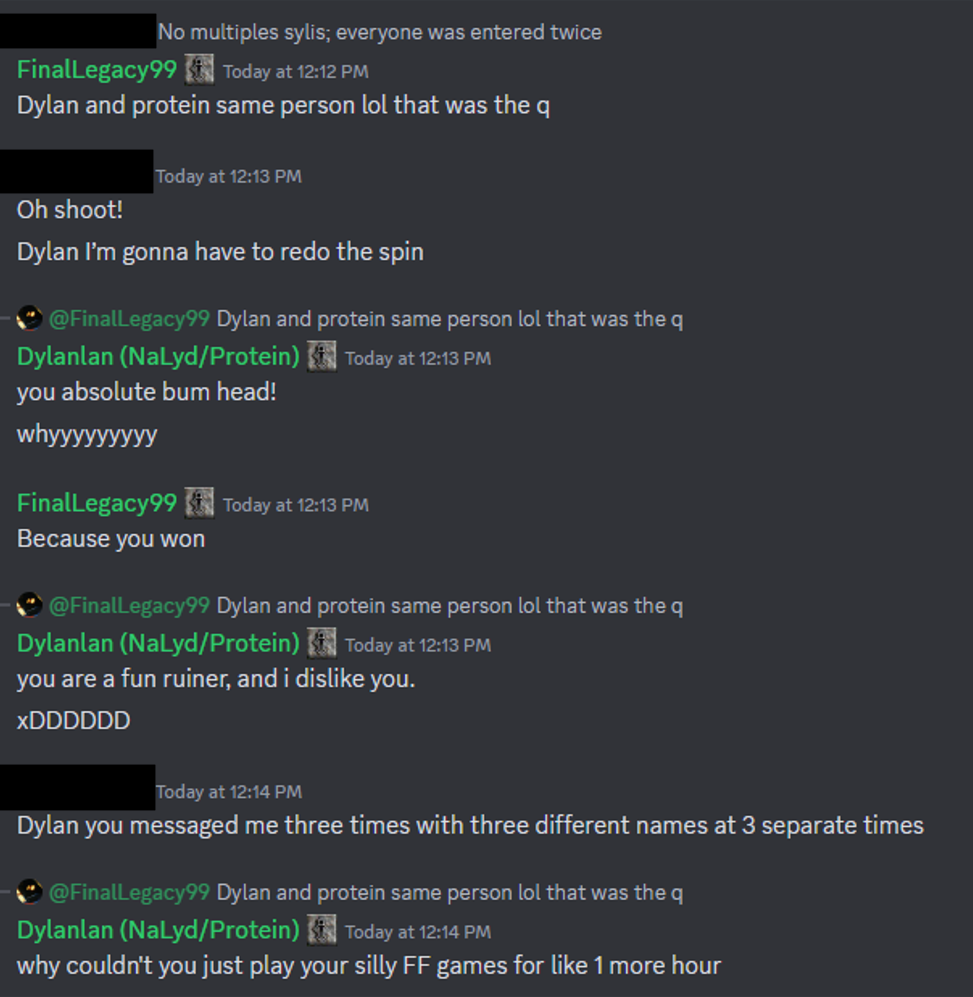 No multiples sylis; everyone was entered twice
FinalLegacy99 Today at 12:12 PM
Dylan and protein same person lol that was the q
Today at 12:13 PM
Oh shoot!
Dylan I’m gonna have to redo the spin
@FinalLegacy99 Dylan and protein same person lol that was the q
Dylanlan (NaLyd/Protein) Today at 12:13 PM
you absolute bum head!
whyyyyyyyyy
FinalLegacy99 Today at 12:13 PM
Because you won
@FinalLegacy99 Dylan and protein same person lol that was the q
Dylanlan (NaLyd/Protein) Today at 12:13 PM
you are a fun ruiner, and i dislike you.
xDDDDDD
Today at 12:14 PM
Dylan you messaged me three times with three different names at 3 separate times
@FinalLegacy99 Dylan and protein same person lol that was the q
Dylanlan (NaLyd/Protein) Today at 12:14 PM
why couldn't you just play your silly FF games for like 1 more hour